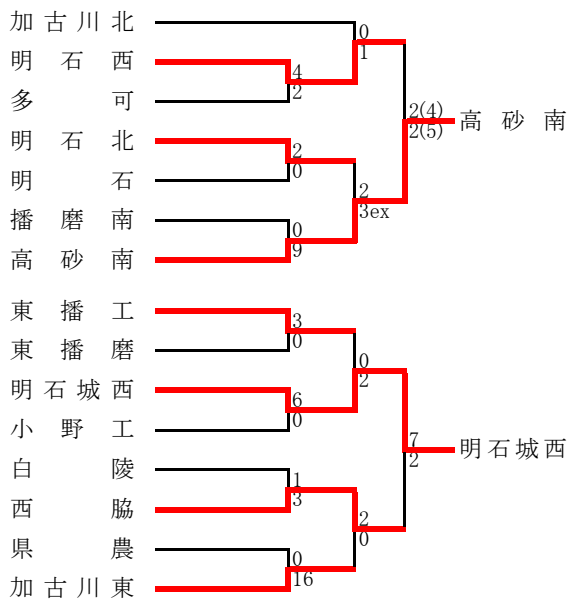 加古川北
0
明石西
1
4
多可
2
2(4)
高砂南
2(5)
明石北
2
明石
0
2
3ex
播磨南
0
高砂南
9
東播工
3
東播磨
0
0
2
明石城西
6
小野工
0
7
明石城西
2
白陵
1
西脇
3
2
0
県農
0
加古川東
16